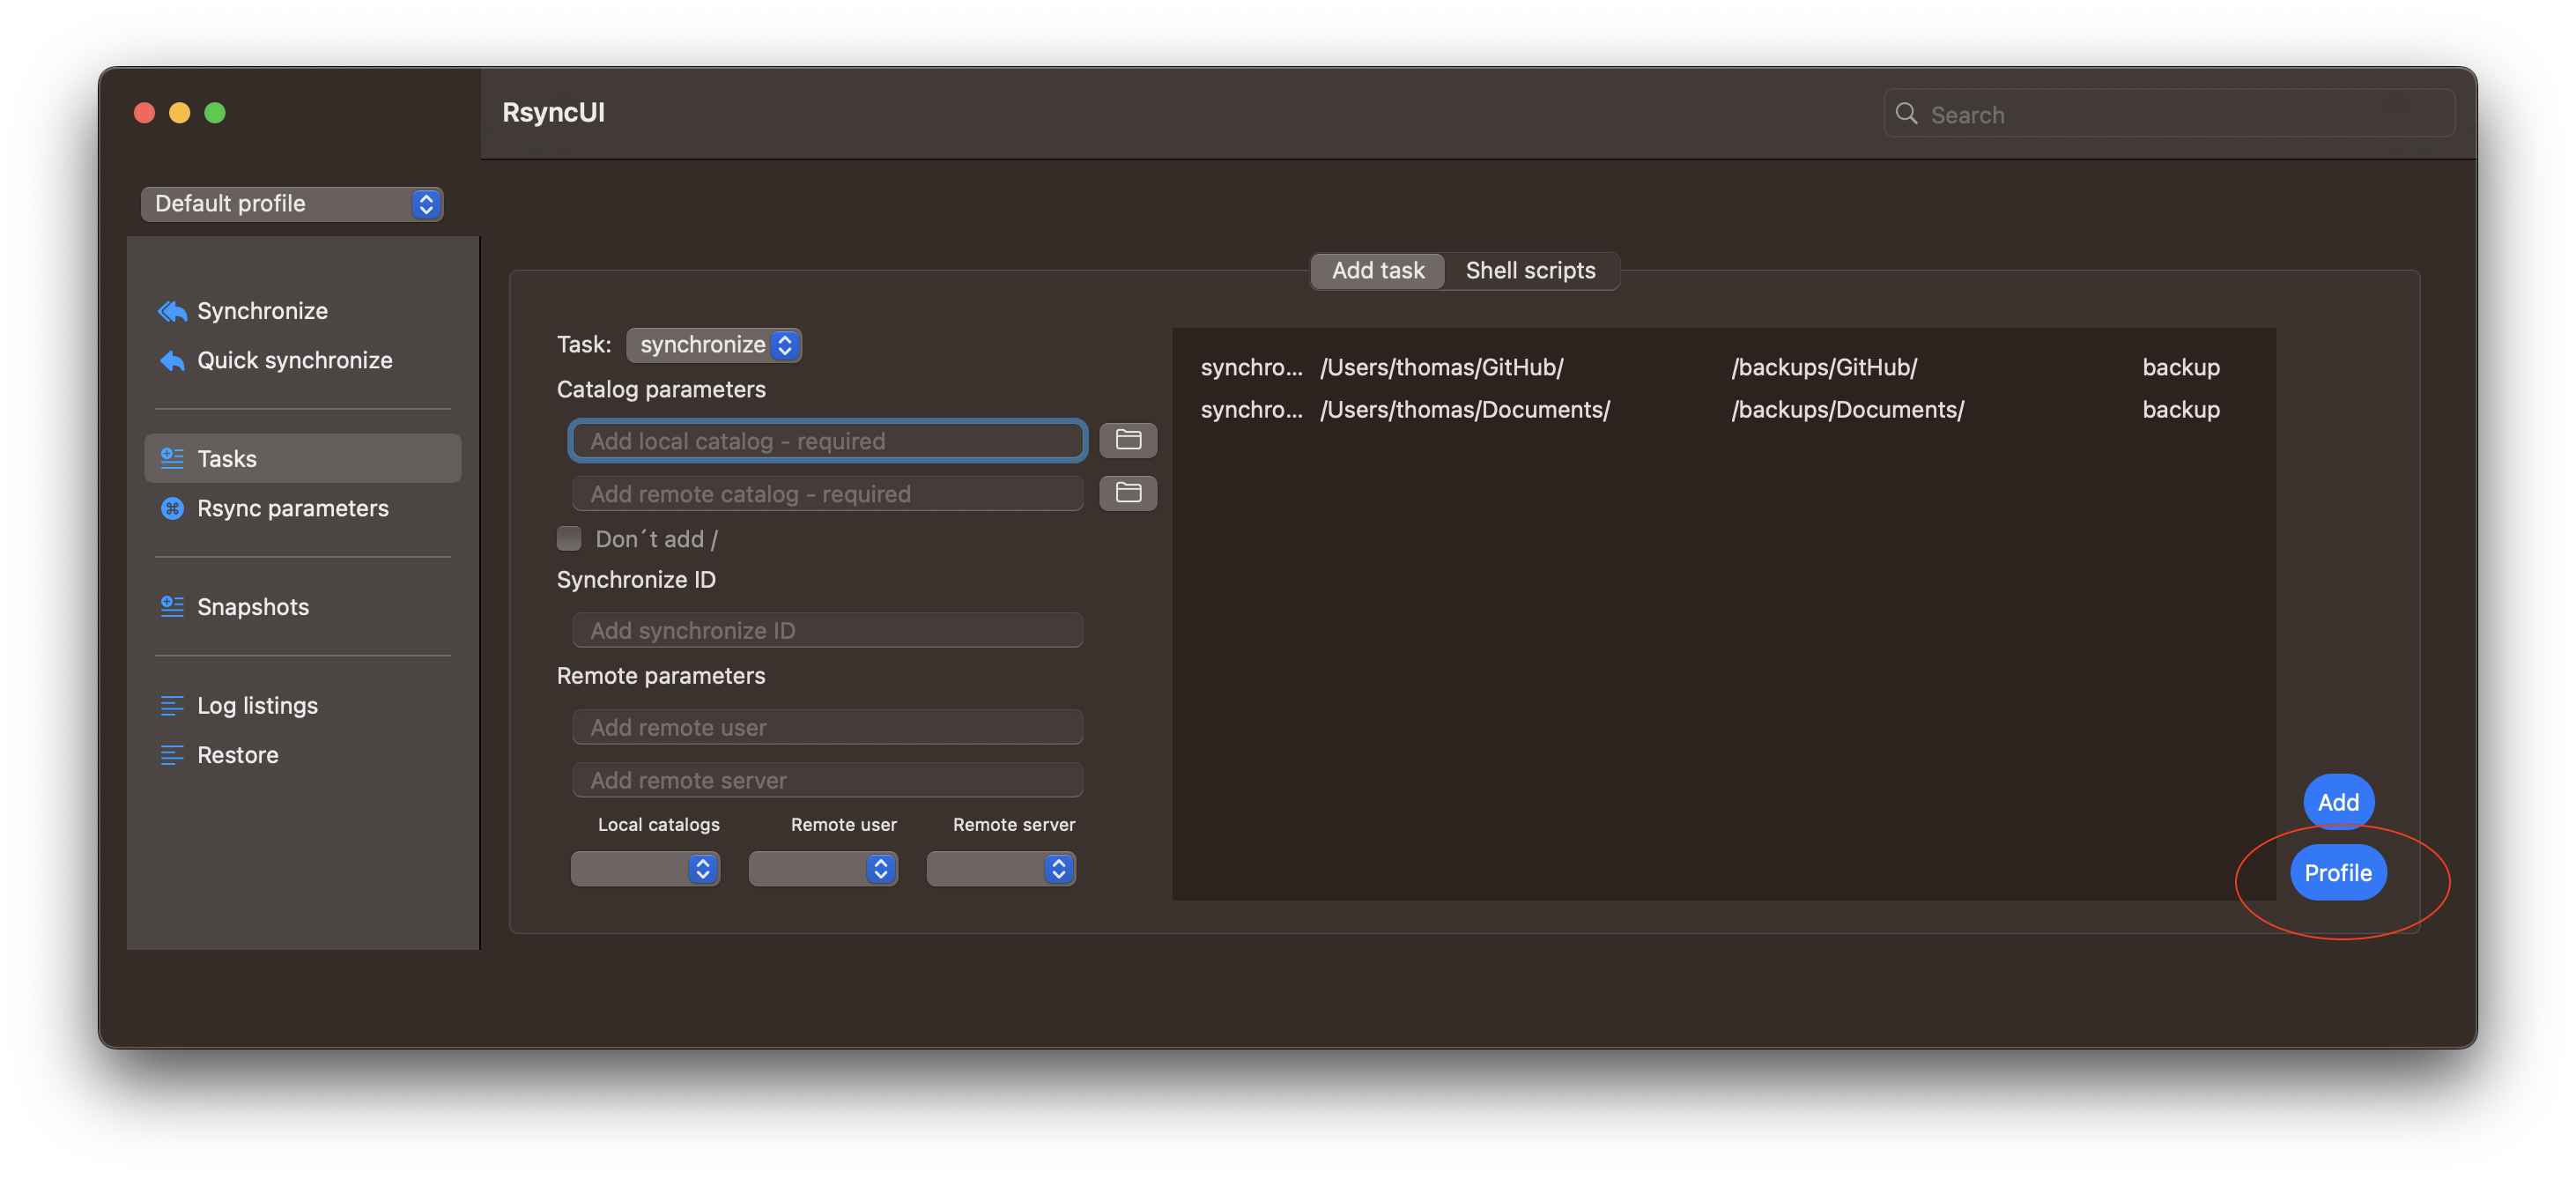 RsyncUI
Search
Default profile
Synchronize
Quick synchronize
Tasks
Rsync parameters
Snapshots
Log listings
Restore
Add task
Shell scripts
Task: synchronize
Catalog parameters
Add local catalog - required
Add remote catalog - required
Don´t add /
Synchronize ID
Add synchronize ID
Remote parameters
Add remote user
Add remote server
Local catalogs Remote user Remote server
synchro... /Users/thomas/GitHub/ /backups/GitHub/ backup
synchro... /Users/thomas/Documents/ /backups/Documents/ backup
Add
Profile